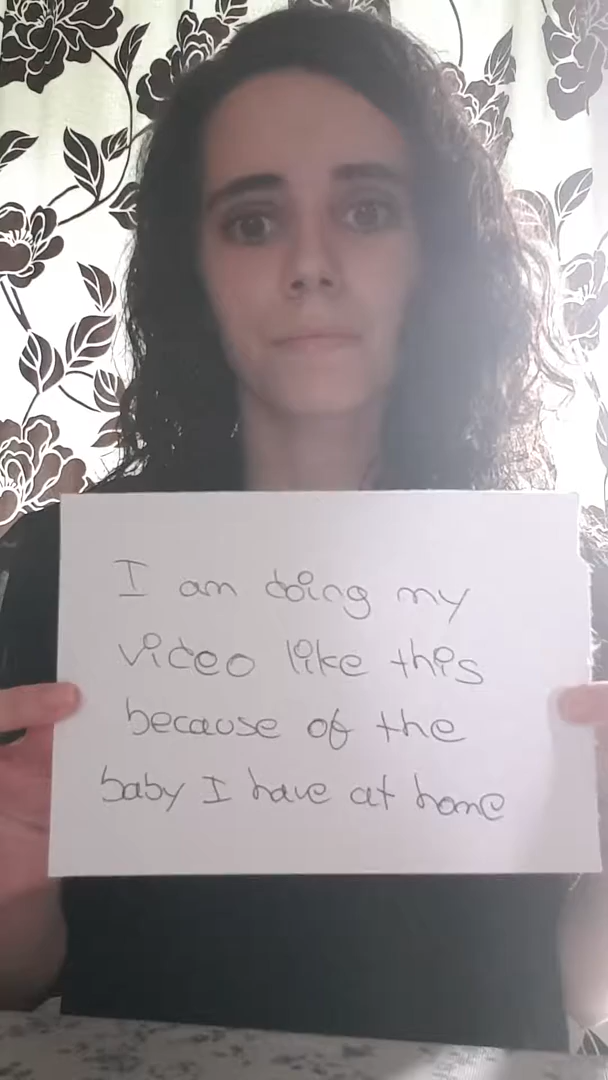 I am doing my
video like this
because of the
baby I have at home